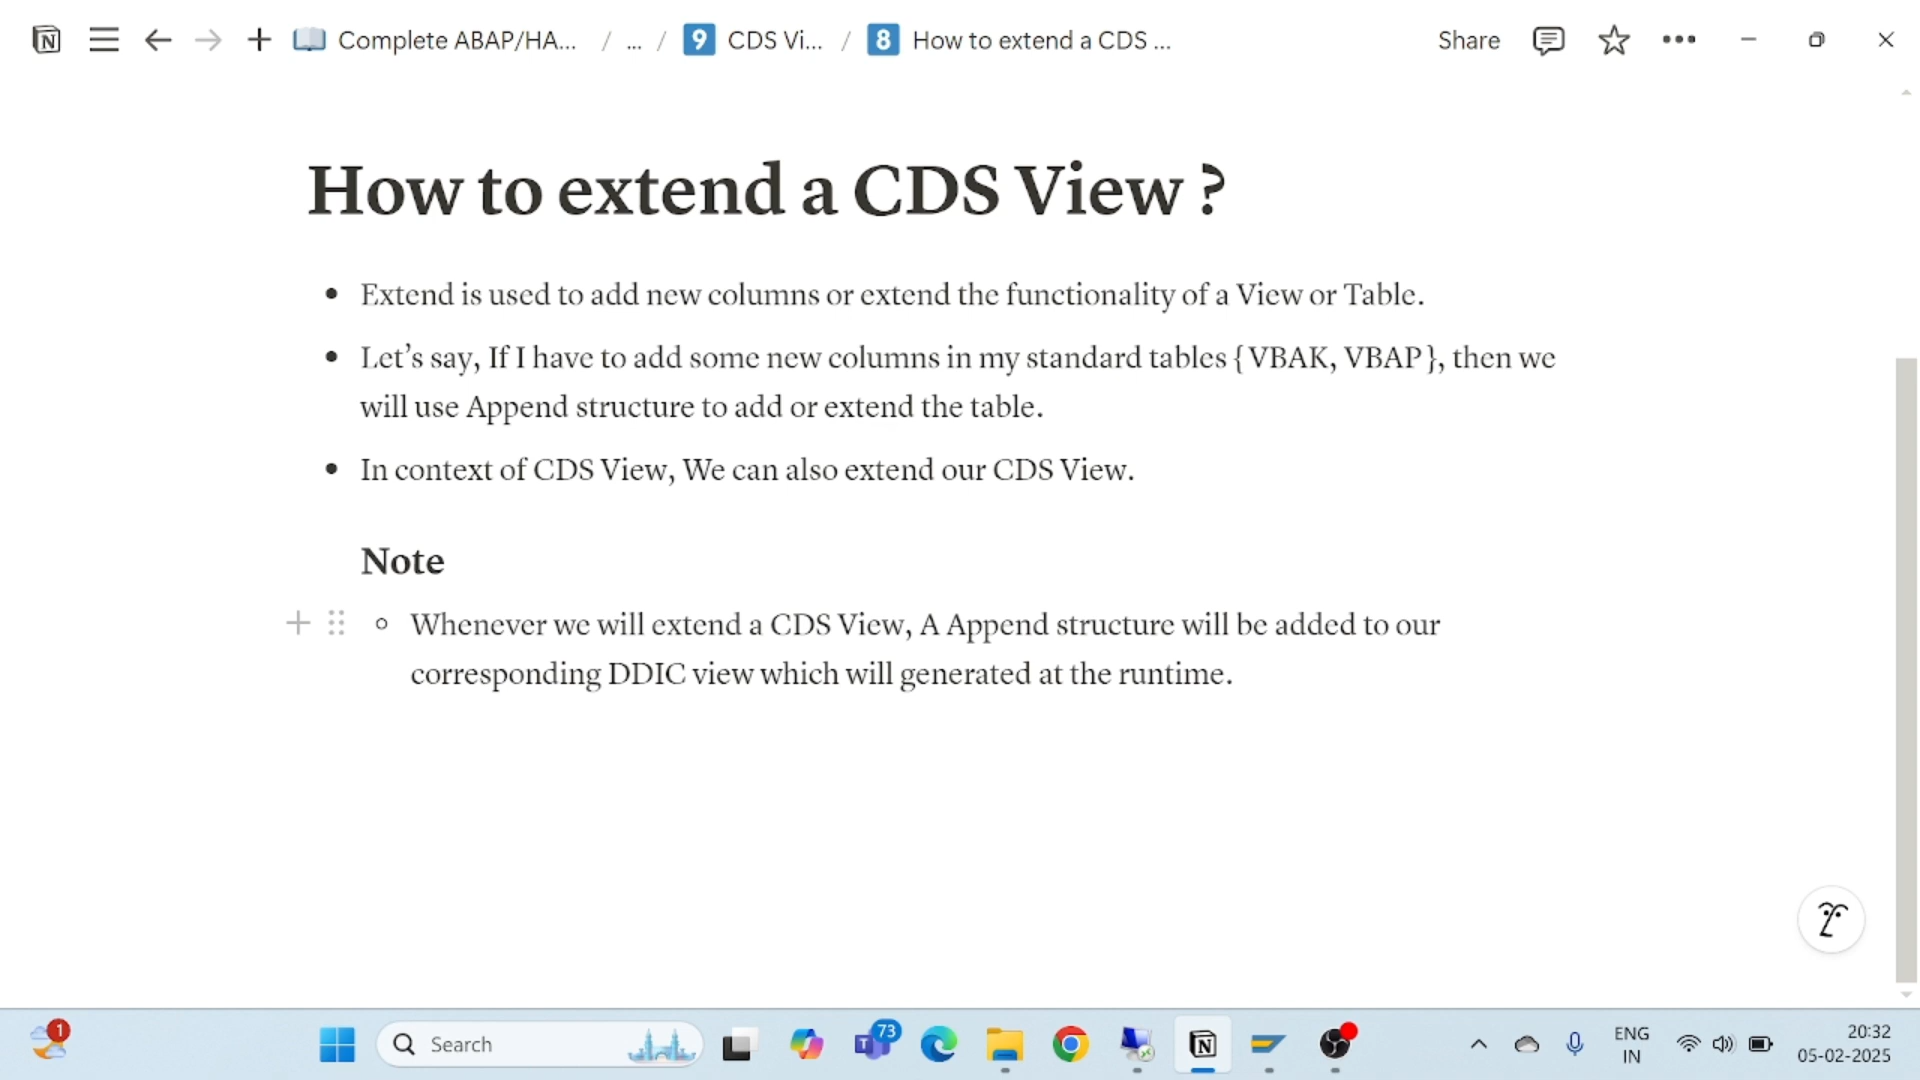 Complete ABAP/HA... / ... / 9 CDS Vi... / 8 How to extend a CDS ... Share
How to extend a CDS View ?
• Extend is used to add new columns or extend the functionality of a View or Table.
• Let’s say, If I have to add some new columns in my standard tables {VBAK, VBAP}, then we
will use Append structure to add or extend the table.
• In context of CDS View, We can also extend our CDS View.
Note
◦ Whenever we will extend a CDS View, A Append structure will be added to our
corresponding DDIC view which will generated at the runtime.
1 Search 73 ENG 20:32
IN 05-02-2025